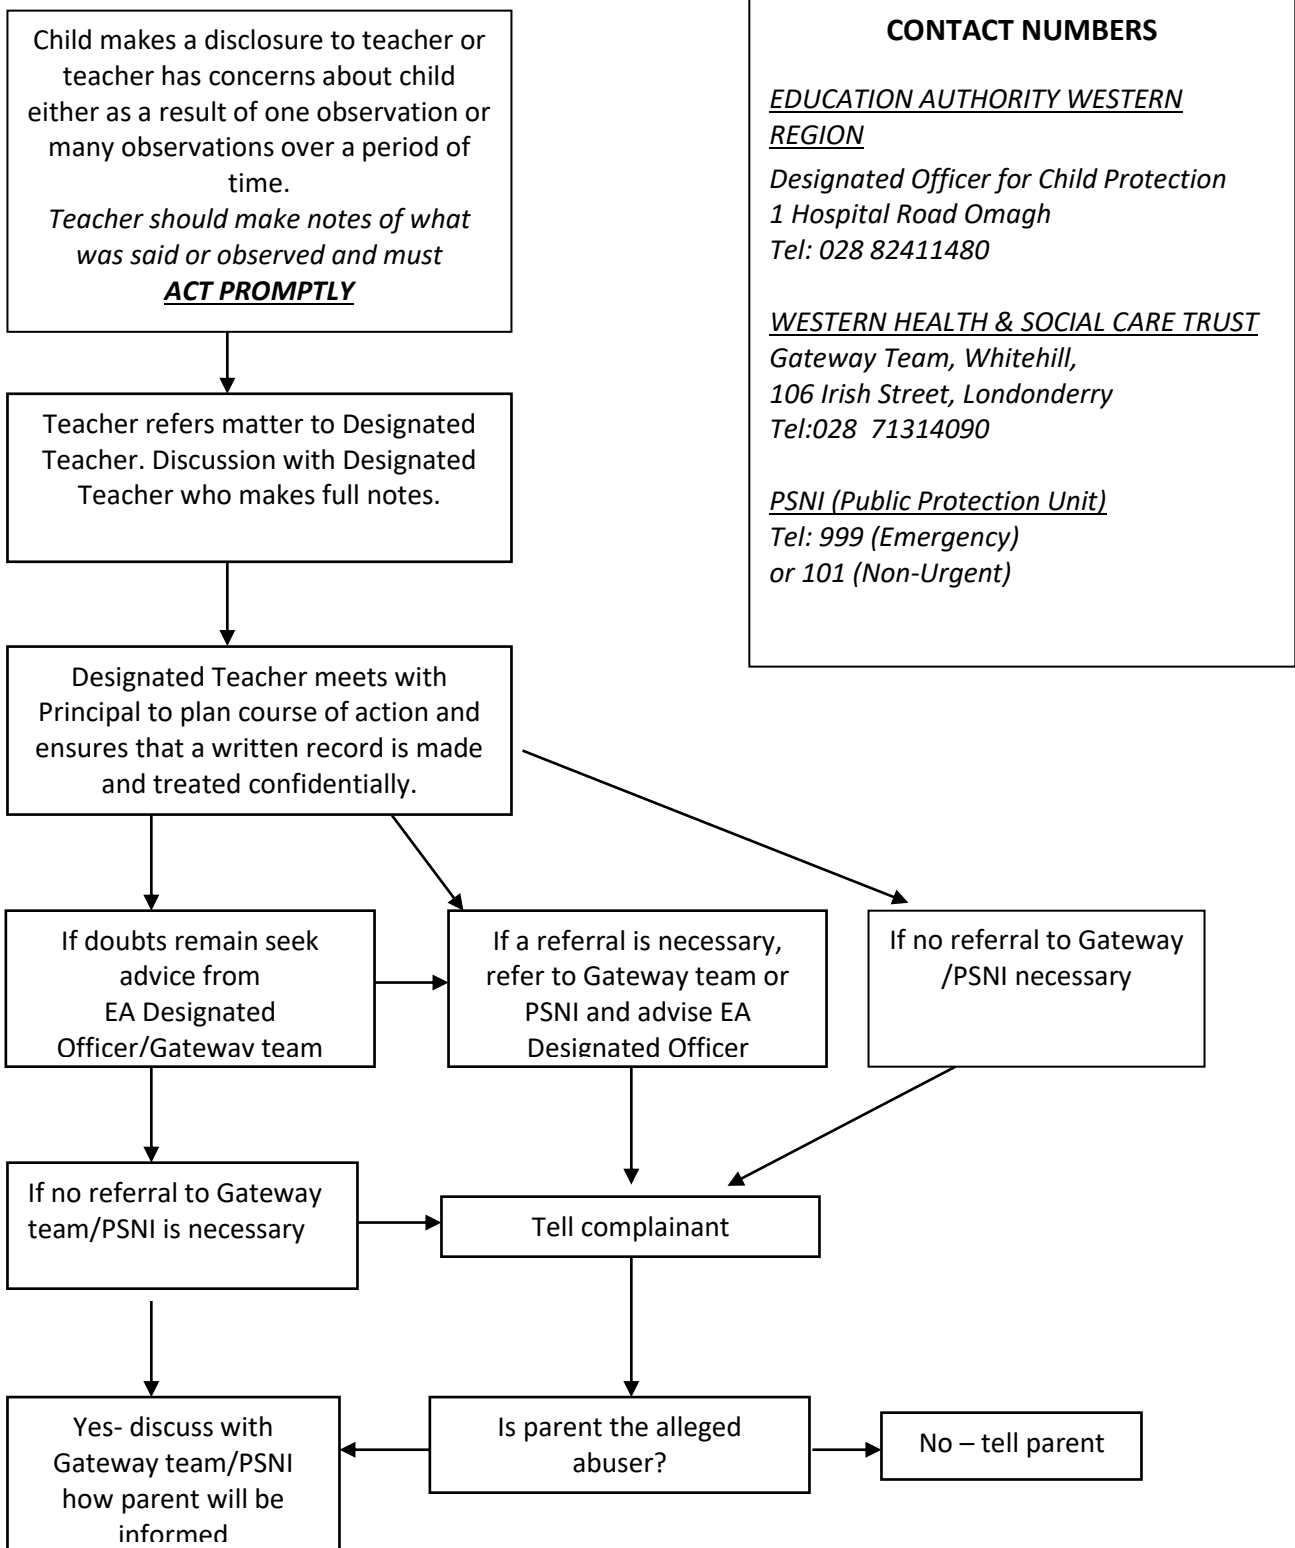 Child makes a disclosure to teacher or
teacher has concerns about child
either as a result of one observation or
many observations over a period of
time.
Teacher should make notes of what
was said or observed and must
ACT PROMPTLY
CONTACT NUMBERS
EDUCATION AUTHORITY WESTERN
REGION
Designated Officer for Child Protection
1 Hospital Road Omagh
Tel: 028 82411480
WESTERN HEALTH & SOCIAL CARE TRUST
Gateway Team, Whitehill,
106 Irish Street, Londonderry
Tel:028  71314090
PSNI (Public Protection Unit)
Tel: 999 (Emergency)
or 101 (Non-Urgent)
Teacher refers matter to Designated
Teacher. Discussion with Designated
Teacher who makes full notes.
Designated Teacher meets with
Principal to plan course of action and
ensures that a written record is made
and treated confidentially.
If doubts remain seek
advice from
EA Designated
Officer/Gateway team
If a referral is necessary,
refer to Gateway team or
PSNI and advise EA
Designated Officer
If no referral to Gateway
/PSNI necessary
If no referral to Gateway
team/PSNI is necessary
Tell complainant
Yes- discuss with
Gateway team/PSNI
how parent will be
informed
Is parent the alleged
abuser?
No – tell parent